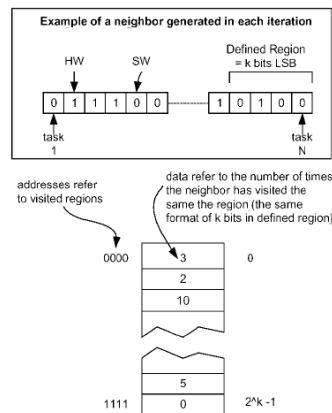 Example of a neighbor generated in each iteration
HW
SW
Defined Region
= k bits LSB
0 1 1 1 0 0
1 0 1 0 0
task
1
task
N
addresses refer
to visited regions
data refer to the number of times
the neighbor has visited the
same the region (the same
format of k bits in defined region)
0000
3
0
2
10
5
1111
0
2^k -1